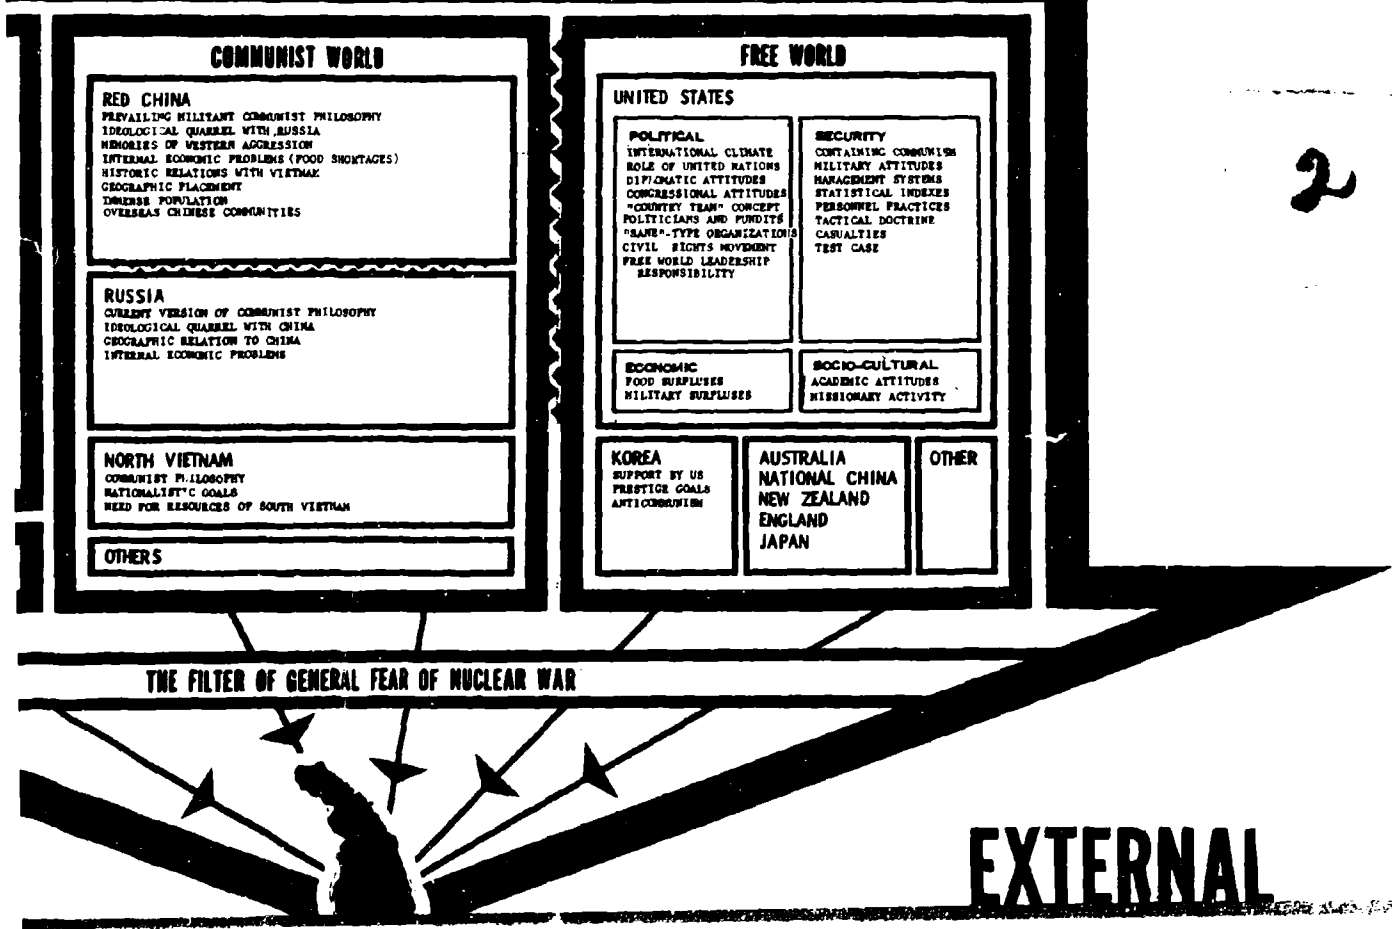 COMMUNIST WORLD
RED CHINA
PREVAILING MILITANT COMMUNIST PHILOSOPHY
IDEOLOGICAL QUARREL WITH RUSSIA
MEMORIES OF WESTERN AGGRESSION
INTERNAL ECONOMIC PROBLEMS (FOOD SHORTAGES)
HISTORIC RELATIONS WITH VIETNAM
GEOGRAPHIC PLACEMENT
IMMENSE POPULATION
OVERSEAS CHINESE COMMUNITIES
RUSSIA
CURRENT VERSION OF COMMUNIST PHILOSOPHY
IDEOLOGICAL QUARREL WITH CHINA
GEOGRAPHIC RELATION TO CHINA
INTERNAL ECONOMIC PROBLEMS
NORTH VIETNAM
COMMUNIST PHILOSOPHY
NATIONALISTIC GOALS
NEED FOR RESOURCES OF SOUTH VIETNAM
OTHERS
FREE WORLD
UNITED STATES
POLITICAL
INTERNATIONAL CLIMATE
ROLE OF UNITED NATIONS
DIPLOMATIC ATTITUDES
CONGRESSIONAL ATTITUDES
"COUNTRY TEAM" CONCEPT
POLITICIANS AND PUNDITS
"SANE"-TYPE ORGANIZATIONS
CIVIL RIGHTS MOVEMENT
FREE WORLD LEADERSHIP
RESPONSIBILITY
SECURITY
CONTAINING COMMUNISM
MILITARY ATTITUDES
MANAGEMENT SYSTEMS
STATISTICAL INDEXES
PERSONNEL PRACTICES
TACTICAL DOCTRINE
CASUALTIES
TEST CASE
ECONOMIC
FOOD SURPLUSES
MILITARY SURPLUSES
SOCIO-CULTURAL
ACADEMIC ATTITUDES
MISSIONARY ACTIVITY
KOREA
SUPPORT BY US
PRESTIGE GOALS
ANTICOMMUNISM
AUSTRALIA
NATIONAL CHINA
NEW ZEALAND
ENGLAND
JAPAN
OTHER
2
THE FILTER OF GENERAL FEAR OF NUCLEAR WAR
EXTERNAL